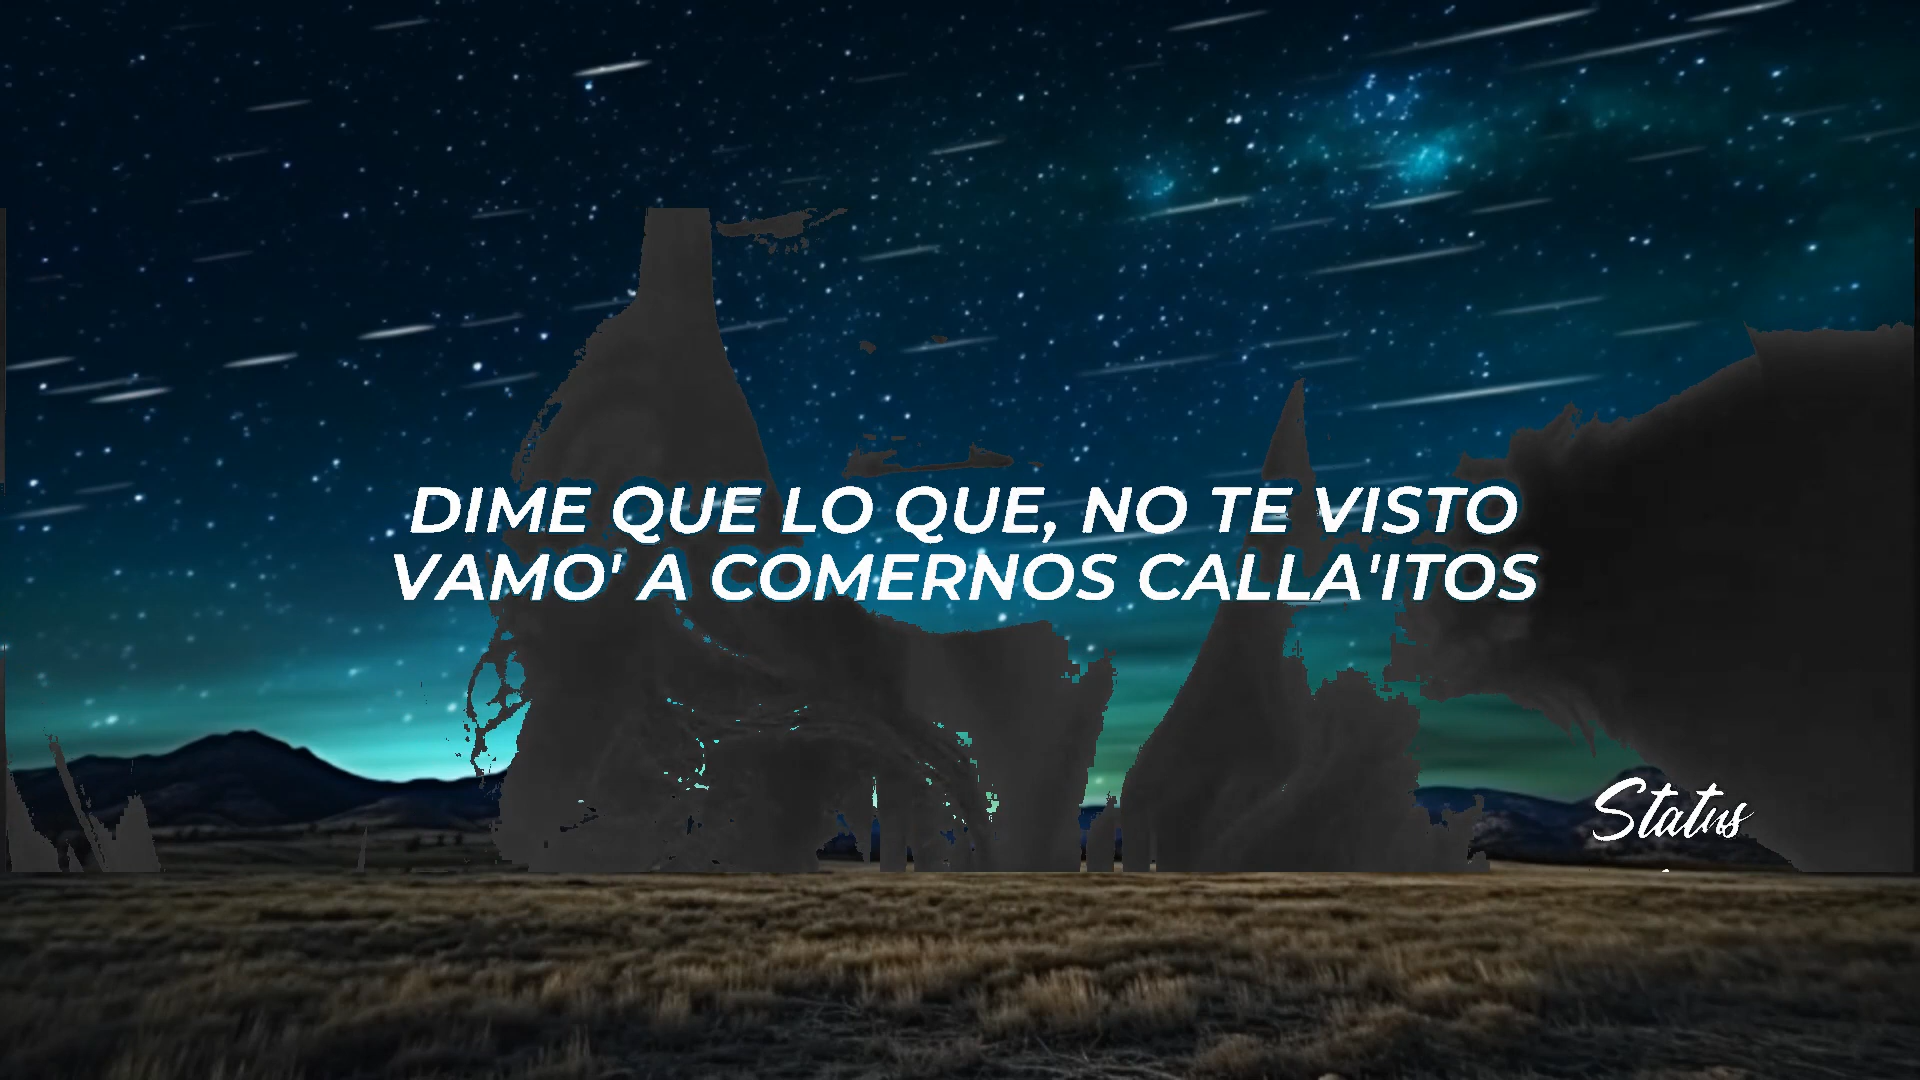 DIME QUE LO QUE, NO TE VISTO
VAMO' A COMERNOS CALLA'ITOS
Status